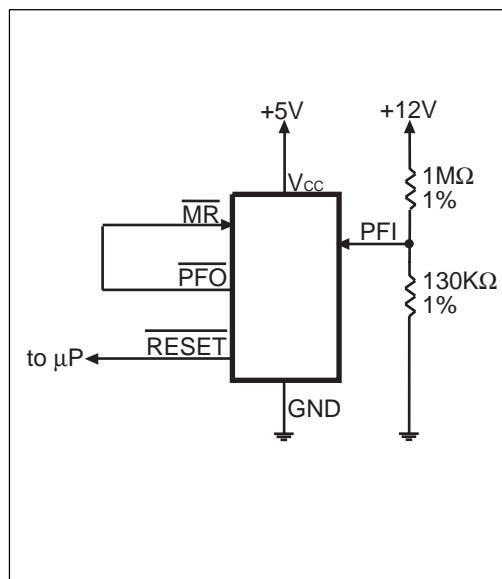 +5V
+12V
VCC
1MΩ
1%
MR
PFI
PFO
130KΩ
1%
RESET
to μP
GND